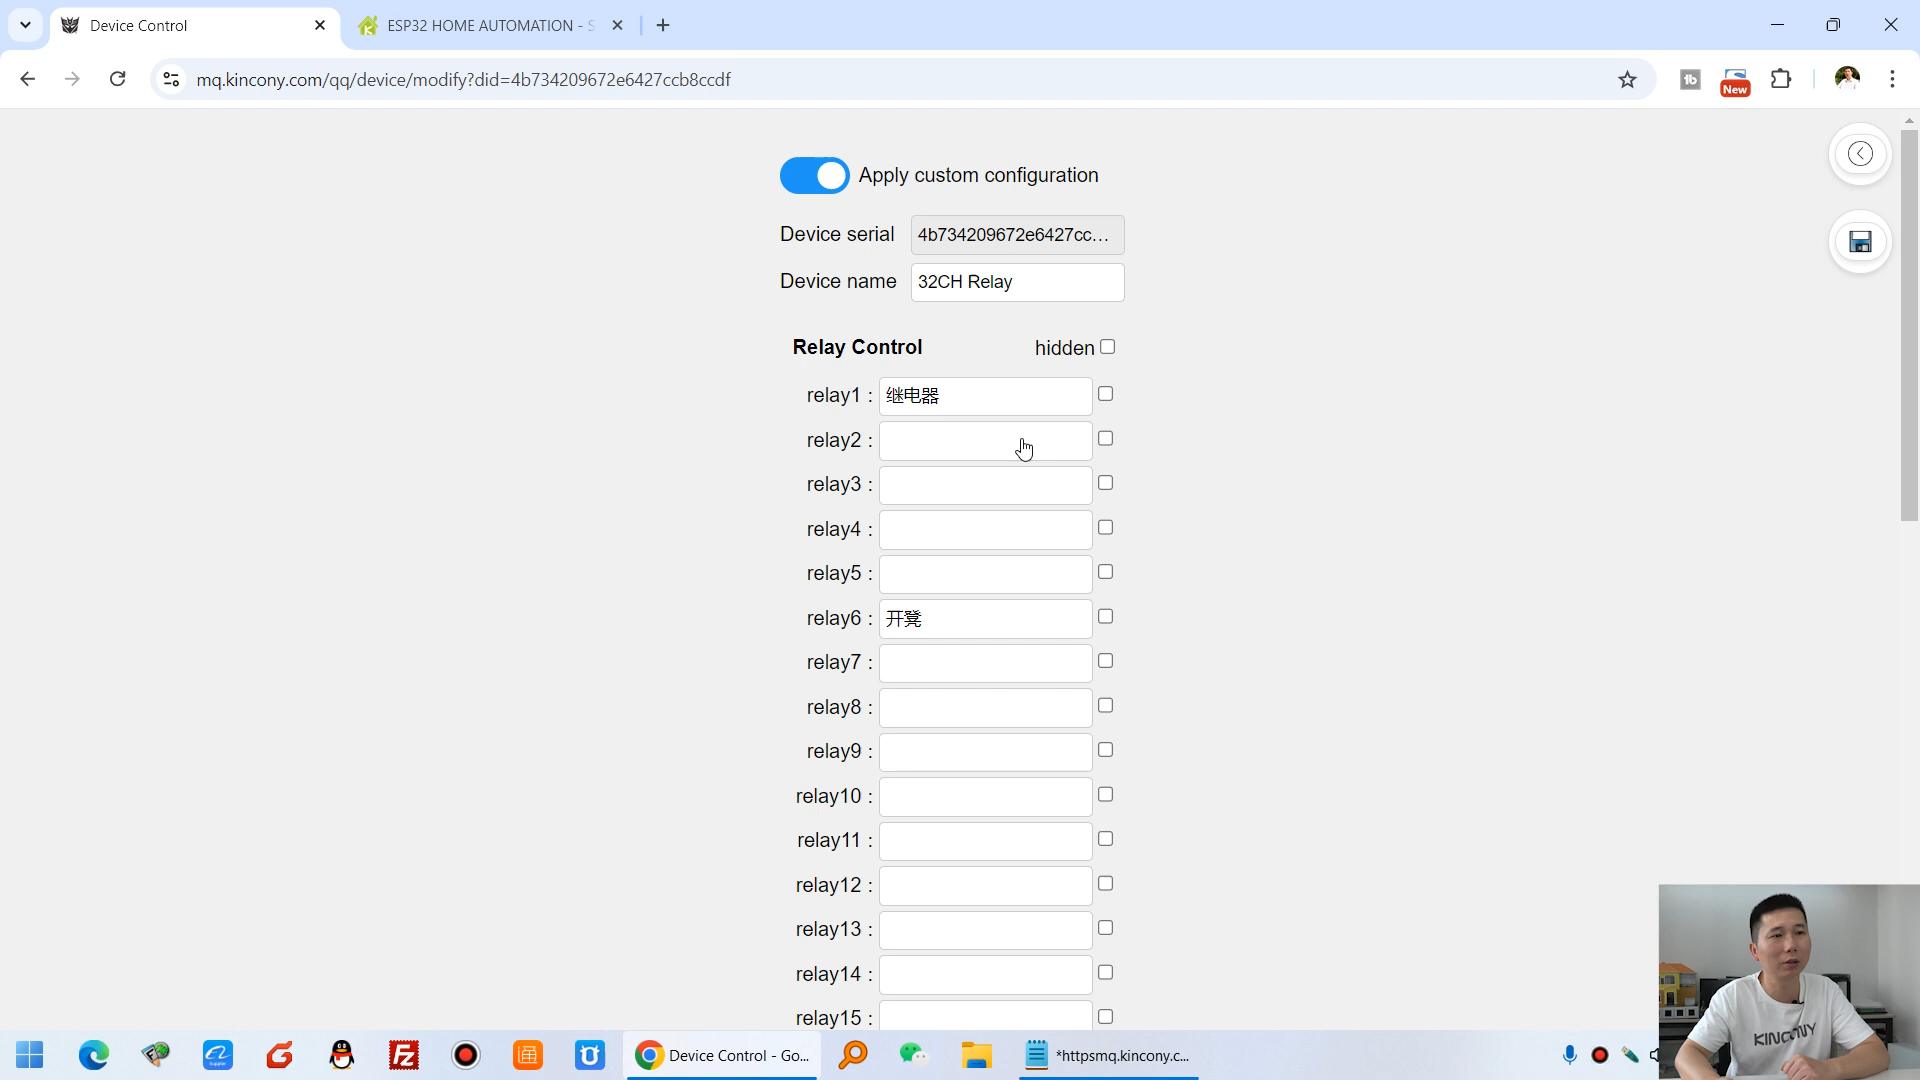 Device Control
ESP32 HOME AUTOMATION - S
mq.kincony.com/qq/device/modify?did=4b734209672e6427ccb8ccdf
New
Apply custom configuration
Device serial 4b734209672e6427cc...
Device name 32CH Relay
Relay Control hidden
relay1 : 继电器
relay2 :
relay3 :
relay4 :
relay5 :
relay6 : 开凳
relay7 :
relay8 :
relay9 :
relay10 :
relay11 :
relay12 :
relay13 :
relay14 :
relay15 :
KINCONY
Device Control - Go...
*httpsmq.kincony.c...